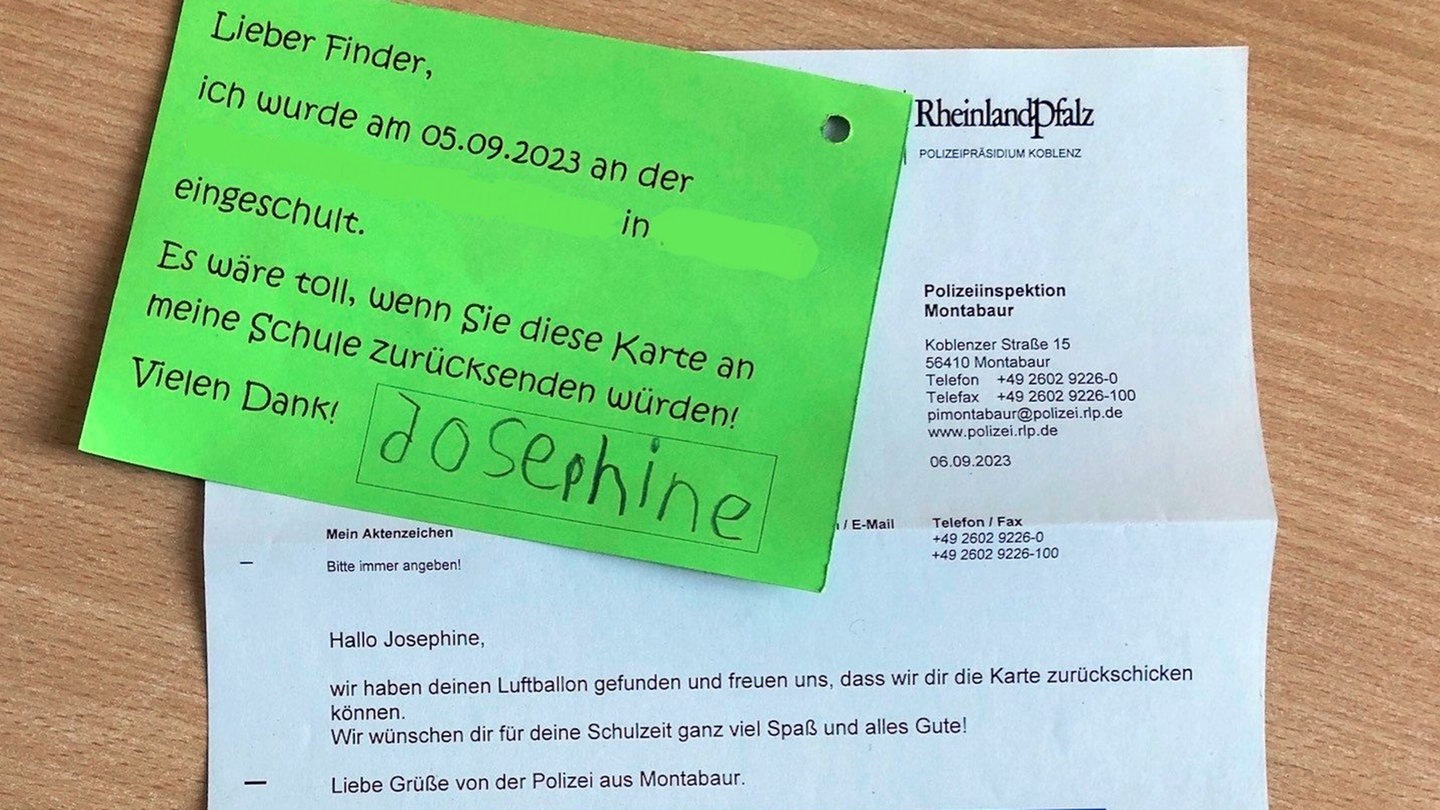 Lieber Finder,
ich wurde am 05.09.2023 an der
in
eingeschult.
Es wäre toll, wenn Sie diese Karte an
meine Schule zurücksenden würden!
Vielen Dank!
Josephine
RheinlandPfalz
POLIZEIPRÄSIDIUM KOBLENZ
Polizeiinspektion
Montabaur
Koblenzer Straße 15
56410 Montabaur
Telefon +49 2602 9226-0
Telefax +49 2602 9226-100
pimontabaur@polizei.rlp.de
www.polizei.rlp.de
06.09.2023
Mein Aktenzeichen
Bitte immer angeben!
/ E-Mail
Telefon / Fax
+49 2602 9226-0
+49 2602 9226-100
Hallo Josephine,
wir haben deinen Luftballon gefunden und freuen uns, dass wir dir die Karte zurückschicken
können.
Wir wünschen dir für deine Schulzeit ganz viel Spaß und alles Gute!
Liebe Grüße von der Polizei aus Montabaur.